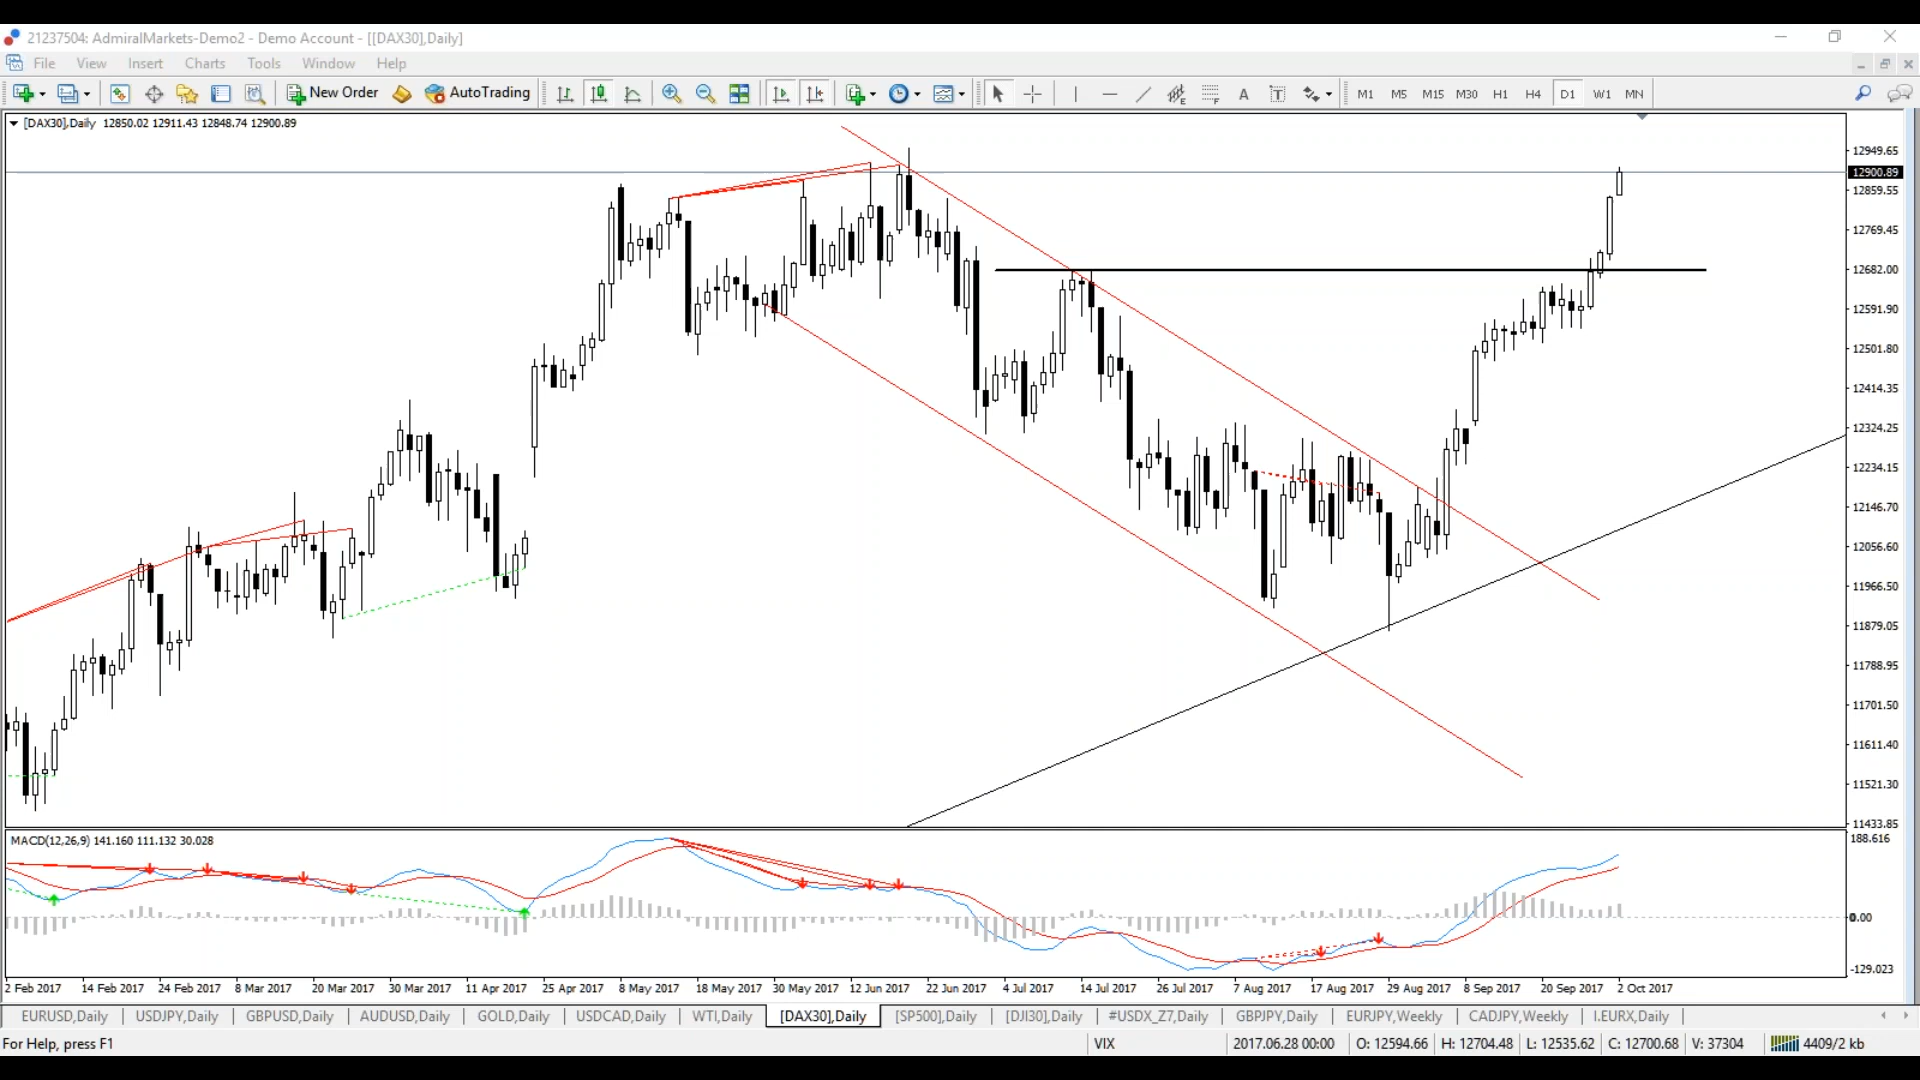 21237504: AdmiralMarkets-Demo2 - Demo Account - [[DAX30],Daily]
File View Insert Charts Tools Window Help
New Order AutoTrading A T M1 M5 M15 M30 H1 H4 D1 W1 MN
[DAX30],Daily 12850.02 12911.43 12848.74 12900.89
12949.65
12900.89
12859.55
12769.45
12682.00
12591.90
12501.80
12414.35
12324.25
12234.15
12146.70
12056.60
11966.50
11879.05
11788.95
11701.50
11611.40
11521.30
11433.85
MACD(12,26,9) 141.160 111.132 30.028
188.616
0.00
-129.023
2 Feb 2017 14 Feb 2017 24 Feb 2017 8 Mar 2017 20 Mar 2017 30 Mar 2017 11 Apr 2017 25 Apr 2017 8 May 2017 18 May 2017 30 May 2017 12 Jun 2017 22 Jun 2017 4 Jul 2017 14 Jul 2017 26 Jul 2017 7 Aug 2017 17 Aug 2017 29 Aug 2017 8 Sep 2017 20 Sep 2017 2 Oct 2017
EURUSD,Daily USDJPY,Daily GBPUSD,Daily AUDUSD,Daily GOLD,Daily USDCAD,Daily WTI,Daily [DAX30],Daily [SP500],Daily [DJI30],Daily #USDX_Z7,Daily GBPJPY,Daily EURJPY,Weekly CADJPY,Weekly I.EURX,Daily
For Help, press F1 VIX 2017.06.28 00:00 O: 12594.66 H: 12704.48 L: 12535.62 C: 12700.68 V: 37304 4409/2 kb